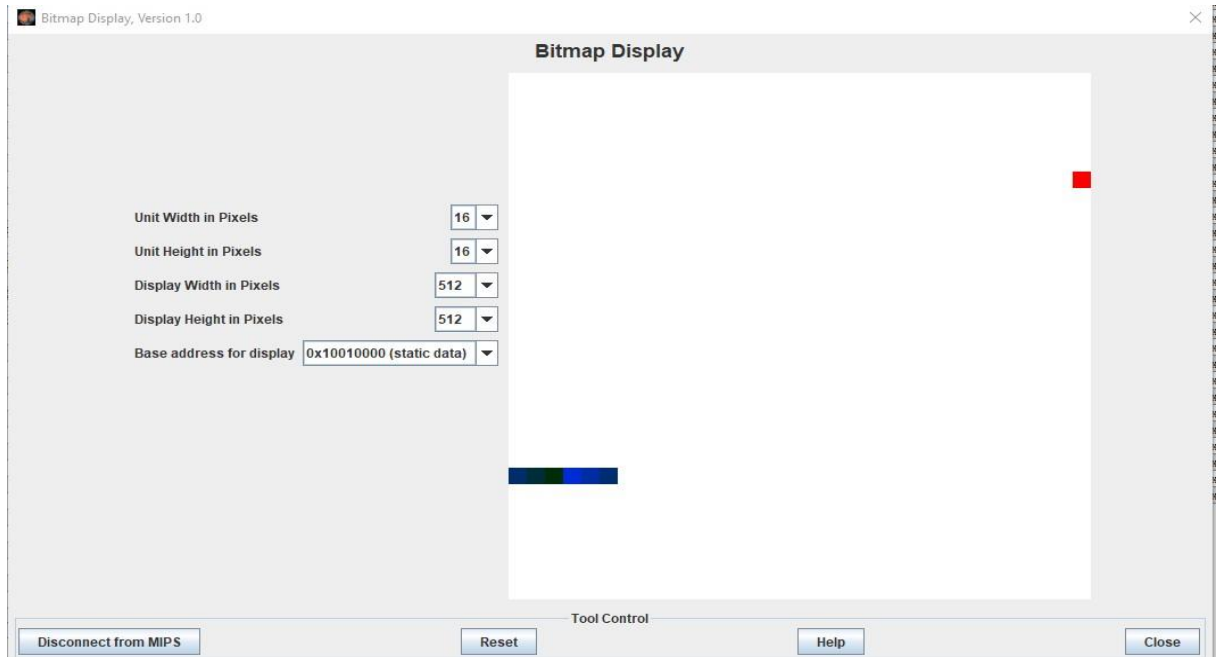 Bitmap Display, Version 1.0
Bitmap Display
Unit Width in Pixels 16
Unit Height in Pixels 16
Display Width in Pixels 512
Display Height in Pixels 512
Base address for display 0x10010000 (static data)
Tool Control
Disconnect from MIPS Reset Help Close